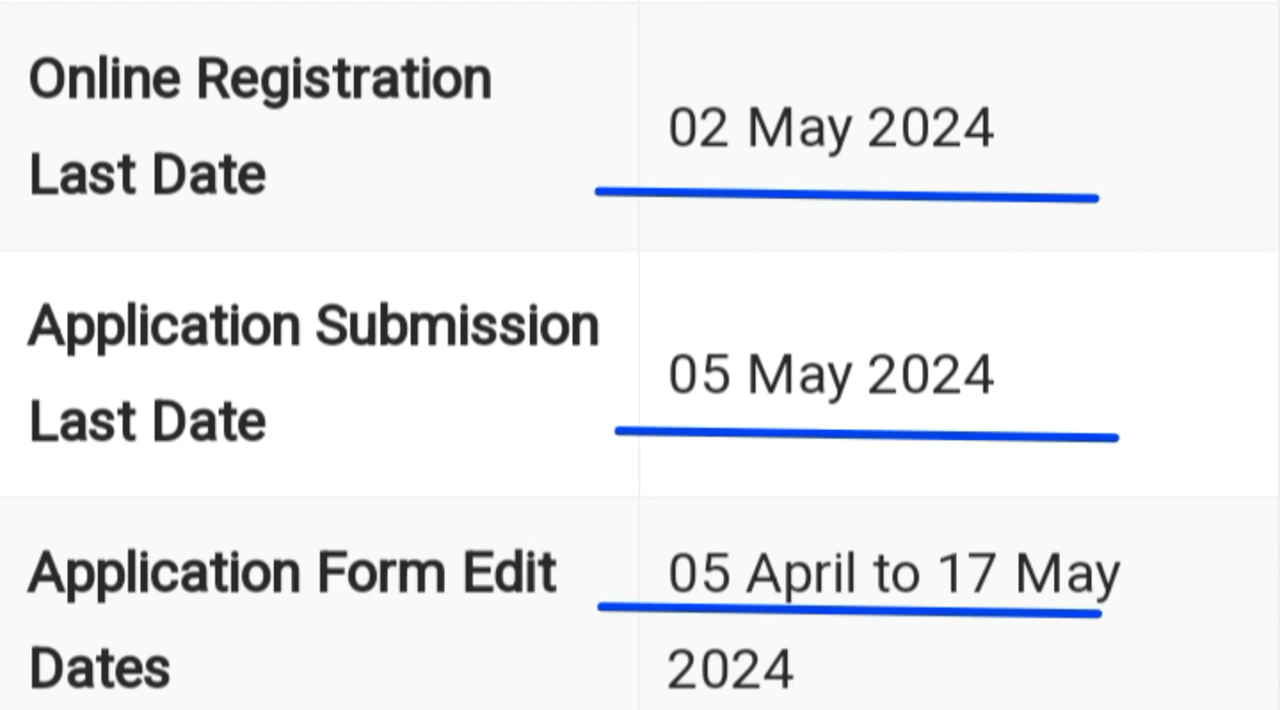 Online Registration
Last Date
02 May 2024
Application Submission
Last Date
05 May 2024
Application Form Edit
Dates
05 April to 17 May
2024